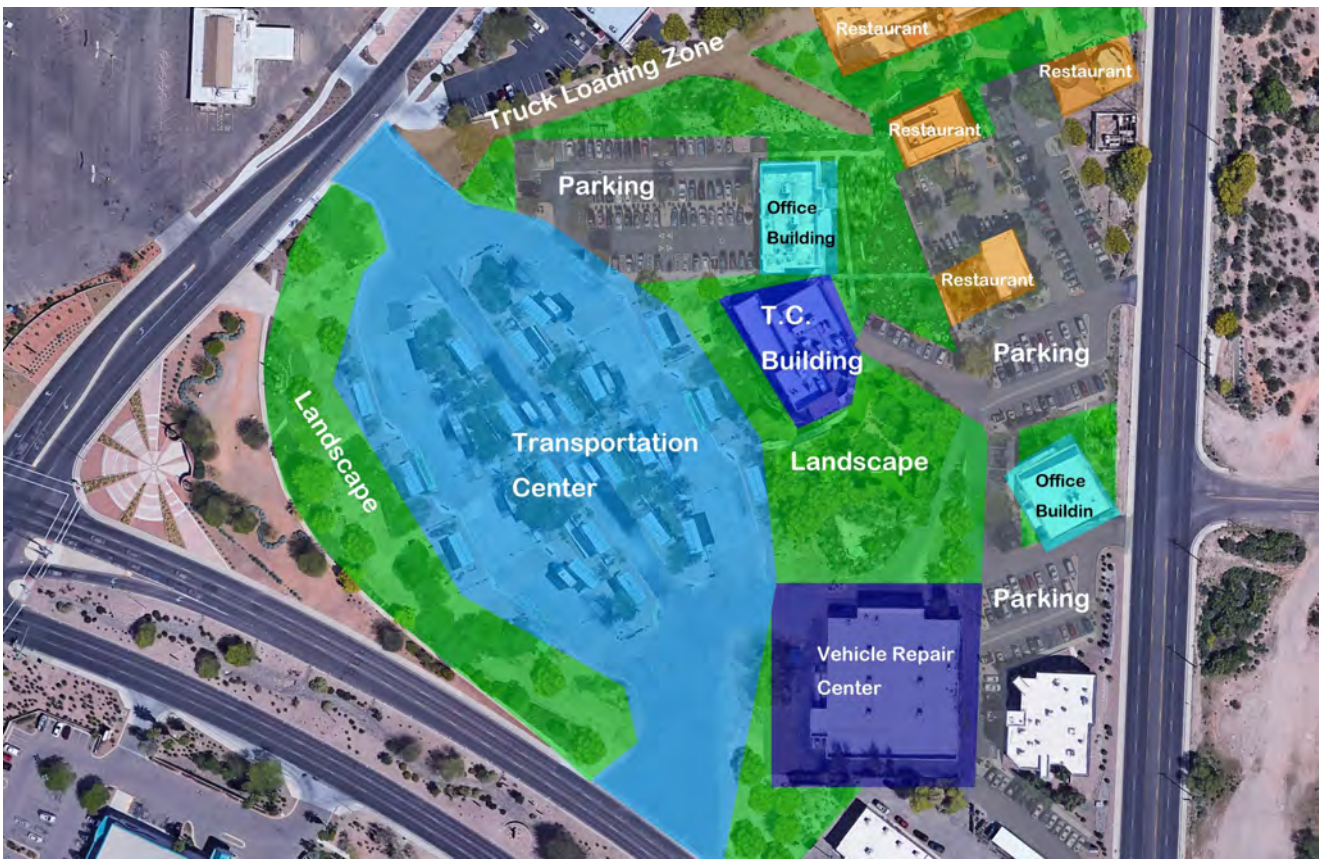 Restaurant
Truck Loading Zone
Restaurant
Restaurant
Parking
Office
Building
Restaurant
T.C.
Building
Parking
Landscape
Transportation
Center
Landscape
Office
Buildin
Parking
Vehicle Repair
Center